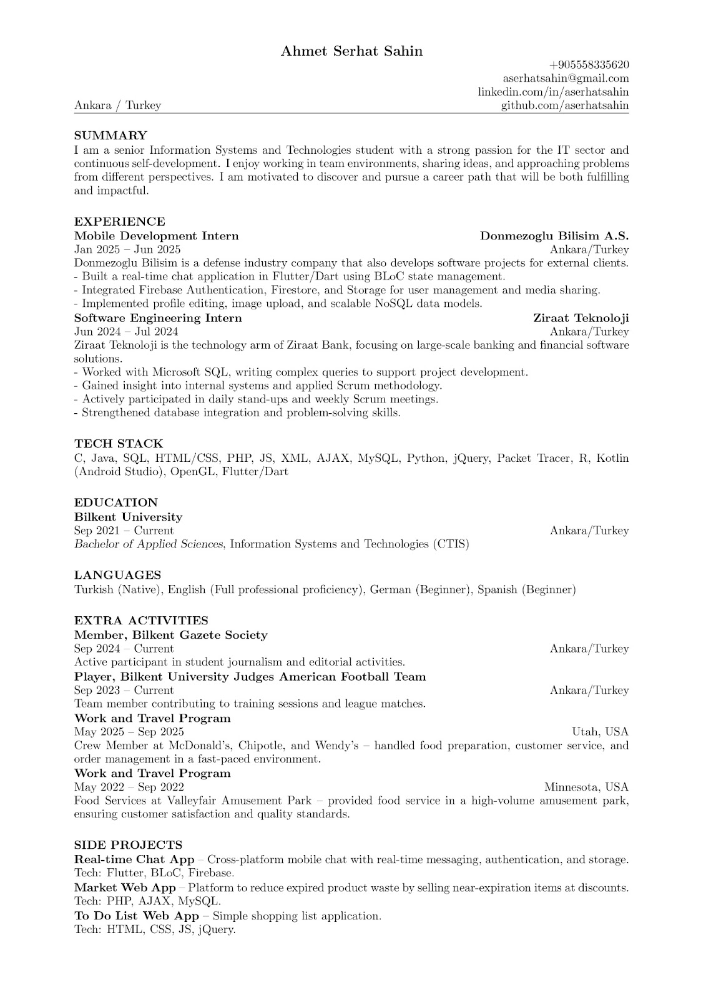 Ahmet Serhat Sahin
+905558335620
aserhatsahin@gmail.com
linkedin.com/in/aserhatsahin
Ankara / Turkey github.com/aserhatsahin
SUMMARY
I am a senior Information Systems and Technologies student with a strong passion for the IT sector and
continuous self-development. I enjoy working in team environments, sharing ideas, and approaching problems
from different perspectives. I am motivated to discover and pursue a career path that will be both fulfilling
and impactful.
EXPERIENCE
Mobile Development Intern Donmezoglu Bilisim A.S.
Jan 2025 – Jun 2025 Ankara/Turkey
Donmezoglu Bilisim is a defense industry company that also develops software projects for external clients.
- Built a real-time chat application in Flutter/Dart using BLoC state management.
- Integrated Firebase Authentication, Firestore, and Storage for user management and media sharing.
- Implemented profile editing, image upload, and scalable NoSQL data models.
Software Engineering Intern Ziraat Teknoloji
Jun 2024 – Jul 2024 Ankara/Turkey
Ziraat Teknoloji is the technology arm of Ziraat Bank, focusing on large-scale banking and financial software
solutions.
- Worked with Microsoft SQL, writing complex queries to support project development.
- Gained insight into internal systems and applied Scrum methodology.
- Actively participated in daily stand-ups and weekly Scrum meetings.
- Strengthened database integration and problem-solving skills.
TECH STACK
C, Java, SQL, HTML/CSS, PHP, JS, XML, AJAX, MySQL, Python, jQuery, Packet Tracer, R, Kotlin
(Android Studio), OpenGL, Flutter/Dart
EDUCATION
Bilkent University
Sep 2021 – Current Ankara/Turkey
Bachelor of Applied Sciences, Information Systems and Technologies (CTIS)
LANGUAGES
Turkish (Native), English (Full professional proficiency), German (Beginner), Spanish (Beginner)
EXTRA ACTIVITIES
Member, Bilkent Gazete Society
Sep 2024 – Current Ankara/Turkey
Active participant in student journalism and editorial activities.
Player, Bilkent University Judges American Football Team
Sep 2023 – Current Ankara/Turkey
Team member contributing to training sessions and league matches.
Work and Travel Program
May 2025 – Sep 2025 Utah, USA
Crew Member at McDonald's, Chipotle, and Wendy's – handled food preparation, customer service, and
order management in a fast-paced environment.
Work and Travel Program
May 2022 – Sep 2022 Minnesota, USA
Food Services at Valleyfair Amusement Park – provided food service in a high-volume amusement park,
ensuring customer satisfaction and quality standards.
SIDE PROJECTS
Real-time Chat App – Cross-platform mobile chat with real-time messaging, authentication, and storage.
Tech: Flutter, BLoC, Firebase.
Market Web App – Platform to reduce expired product waste by selling near-expiration items at discounts.
Tech: PHP, AJAX, MySQL.
To Do List Web App – Simple shopping list application.
Tech: HTML, CSS, JS, jQuery.